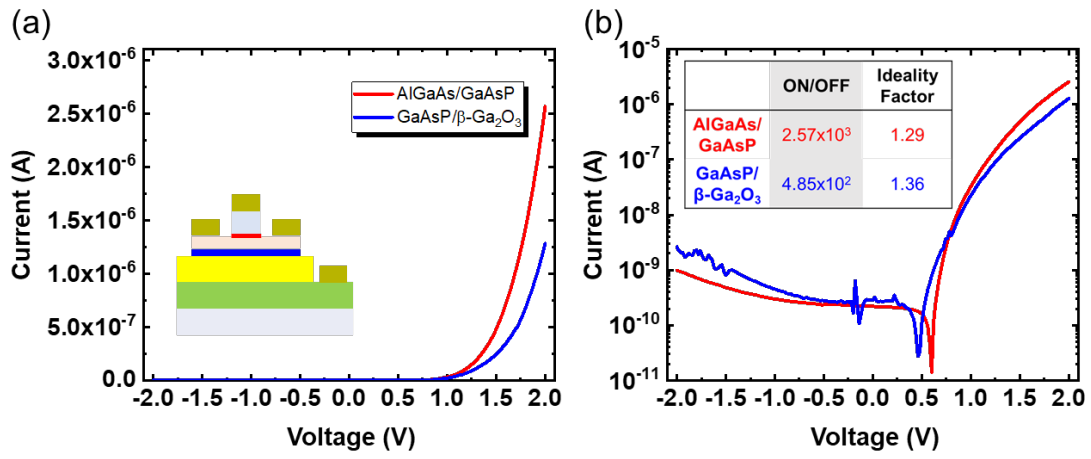 (a)
3.0x10⁻⁶
2.5x10⁻⁶
2.0x10⁻⁶
1.5x10⁻⁶
1.0x10⁻⁶
5.0x10⁻⁷
0.0
Current (A)
AlGaAs/GaAsP
GaAsP/β-Ga₂O₃
-2.0 -1.5 -1.0 -0.5 0.0 0.5 1.0 1.5 2.0
Voltage (V)
(b)
10⁻⁵
10⁻⁶
10⁻⁷
10⁻⁸
10⁻⁹
10⁻¹⁰
10⁻¹¹
Current (A)
ON/OFF Ideality
Factor
AlGaAs/
GaAsP 2.57x10³ 1.29
GaAsP/
β-Ga₂O₃ 4.85x10² 1.36
-2.0 -1.5 -1.0 -0.5 0.0 0.5 1.0 1.5 2.0
Voltage (V)